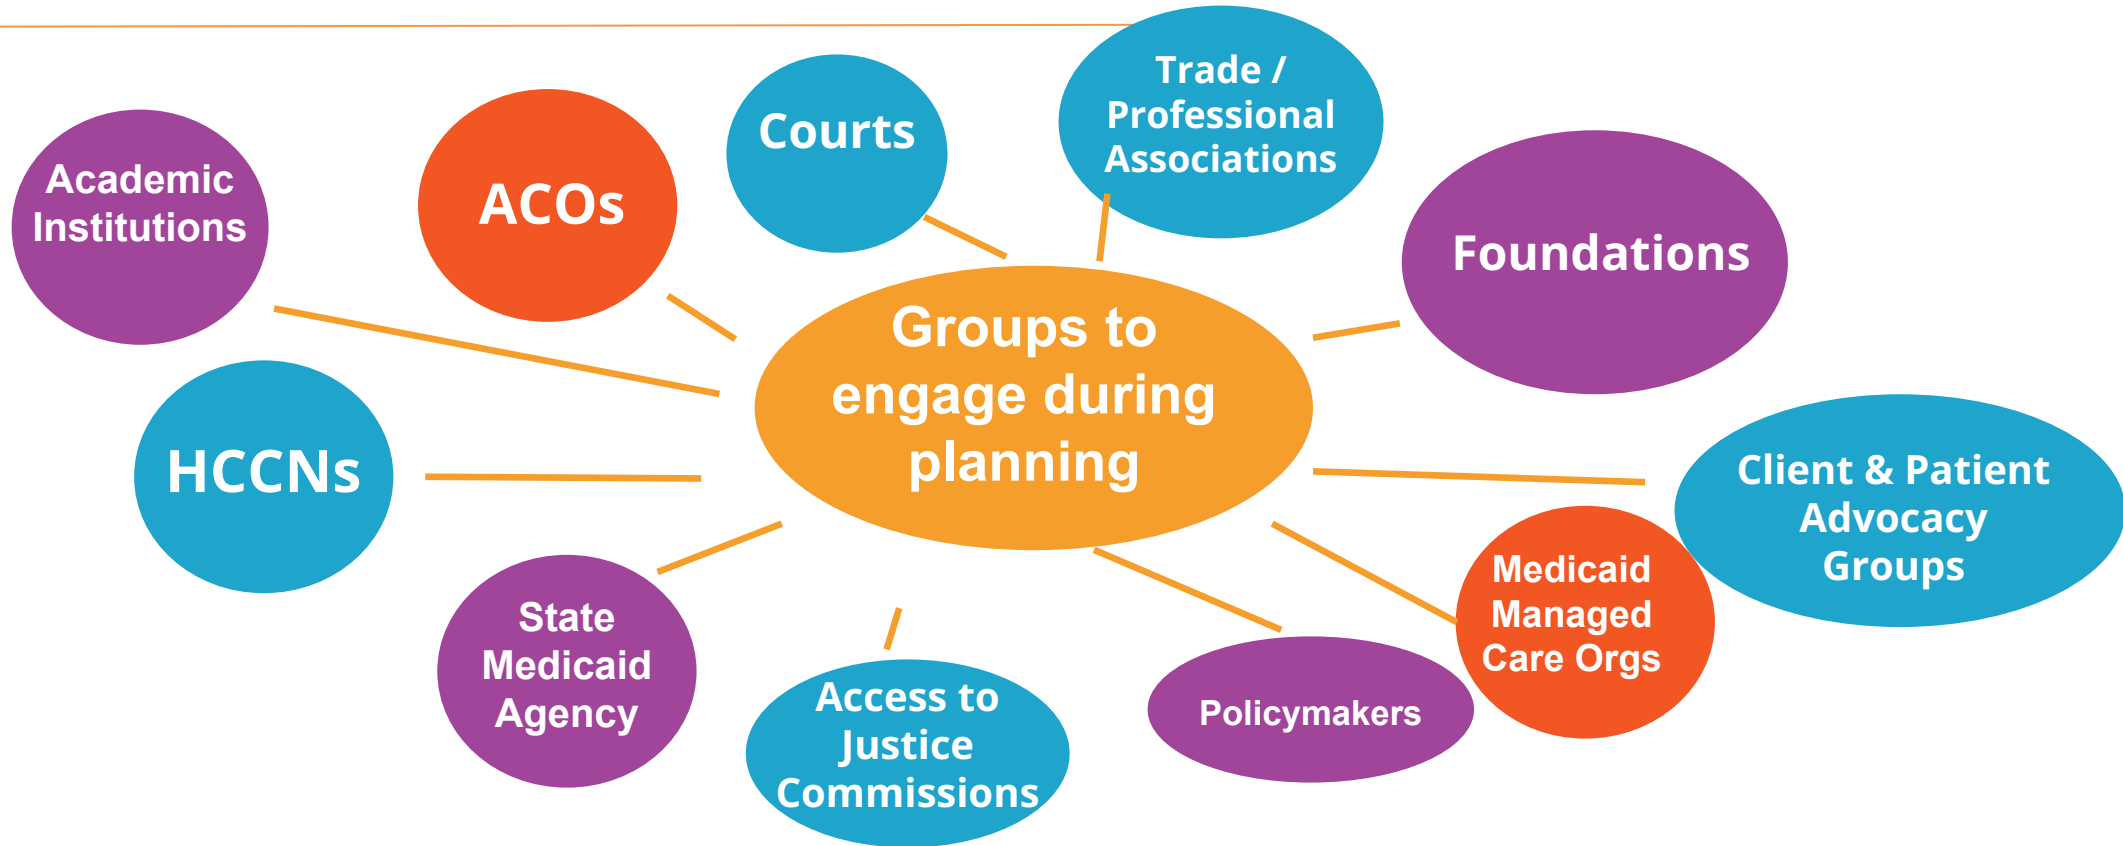 Trade /
Professional
Associations
Courts
Academic
Institutions
ACOs
Foundations
Groups to
engage during
planning
HCCNs
Client & Patient
Advocacy
Groups
Medicaid
Managed
Care Orgs
State
Medicaid
Agency
Access to
Justice
Commissions
Policymakers